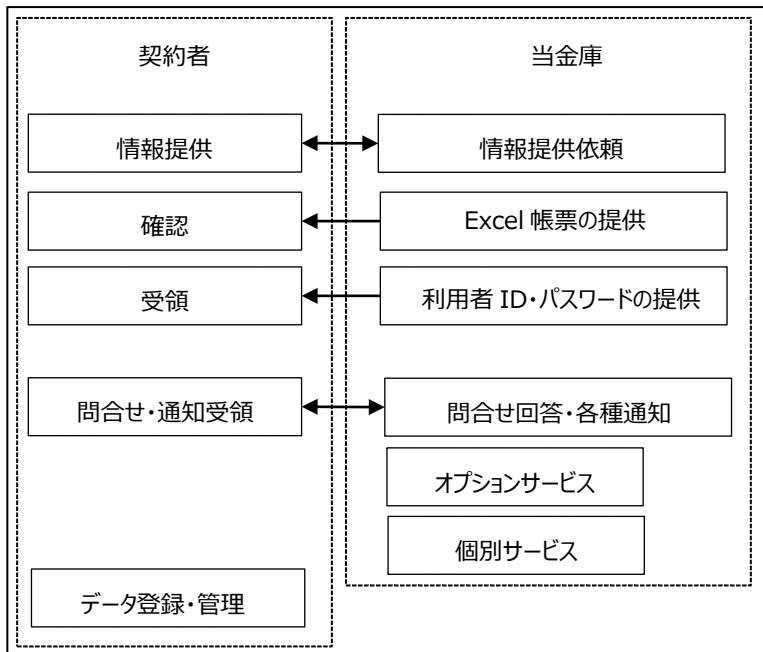 契約者
当金庫
情報提供
情報提供依頼
確認
Excel 帳票の提供
受領
利用者 ID・パスワードの提供
問合せ・通知受領
問合せ回答・各種通知
オプションサービス
個別サービス
データ登録・管理